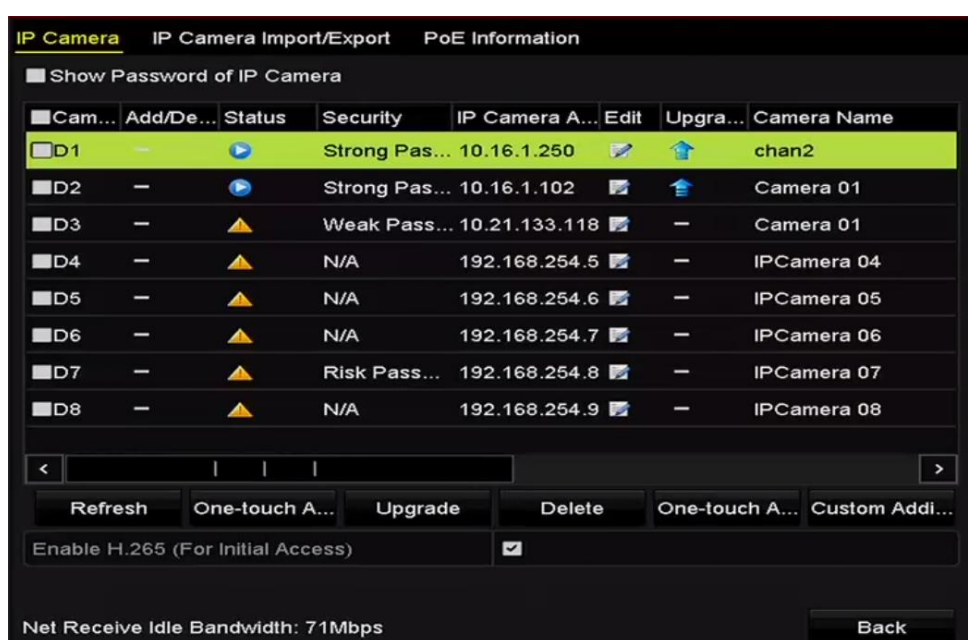 IP Camera IP Camera Import/Export PoE Information
Show Password of IP Camera
Cam... Add/De... Status Security IP Camera A... Edit Upgra... Camera Name
D1 – Strong Pas... 10.16.1.250 chan2
D2 – Strong Pas... 10.16.1.102 Camera 01
D3 – Weak Pass... 10.21.133.118 – Camera 01
D4 – N/A 192.168.254.5 – IPCamera 04
D5 – N/A 192.168.254.6 – IPCamera 05
D6 – N/A 192.168.254.7 – IPCamera 06
D7 – Risk Pass... 192.168.254.8 – IPCamera 07
D8 – N/A 192.168.254.9 – IPCamera 08
< >
Refresh One-touch A... Upgrade Delete One-touch A... Custom Addi...
Enable H.265 (For Initial Access)
Net Receive Idle Bandwidth: 71Mbps Back